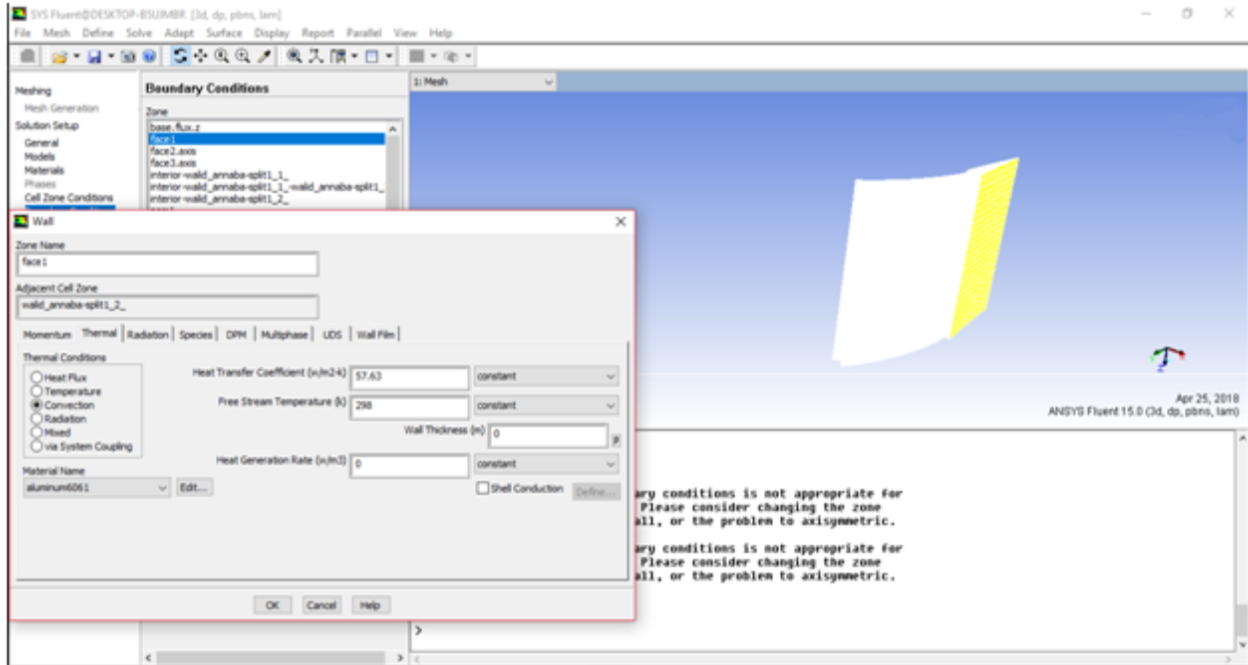 SYS Fluent@DESKTOP-B5UJMBR [3d, dp, pbns, lam]
File Mesh Define Solve Adapt Surface Display Report Parallel View Help
Meshing
Mesh Generation
Solution Setup
General
Models
Materials
Phases
Cell Zone Conditions
Boundary Conditions
Zone
base.flux.z
face1
face2.axis
face3.axis
interior-walid_annaba-split1_1_
interior-walid_annaba-split1_1_-walid_annaba-split1_
interior-walid_annaba-split1_2_
1: Mesh
Wall
Zone Name
face1
Adjacent Cell Zone
walid_annaba-split1_2_
Momentum Thermal Radiation Species DPM Multiphase UDS Wall Film
Thermal Conditions
Heat Flux
Temperature
Convection
Radiation
Mixed
via System Coupling
Material Name
aluminum6061 Edit...
Heat Transfer Coefficient (w/m2-k) 57.63 constant
Free Stream Temperature (k) 298 constant
Wall Thickness (m) 0 P
Heat Generation Rate (w/m3) 0 constant
Shell Conduction Define...
OK Cancel Help
Z
Apr 25, 2018
ANSYS Fluent 15.0 (3d, dp, pbns, lam)
ary conditions is not appropriate for
Please consider changing the zone
all, or the problem to axisymmetric.
ary conditions is not appropriate for
Please consider changing the zone
all, or the problem to axisymmetric.
>